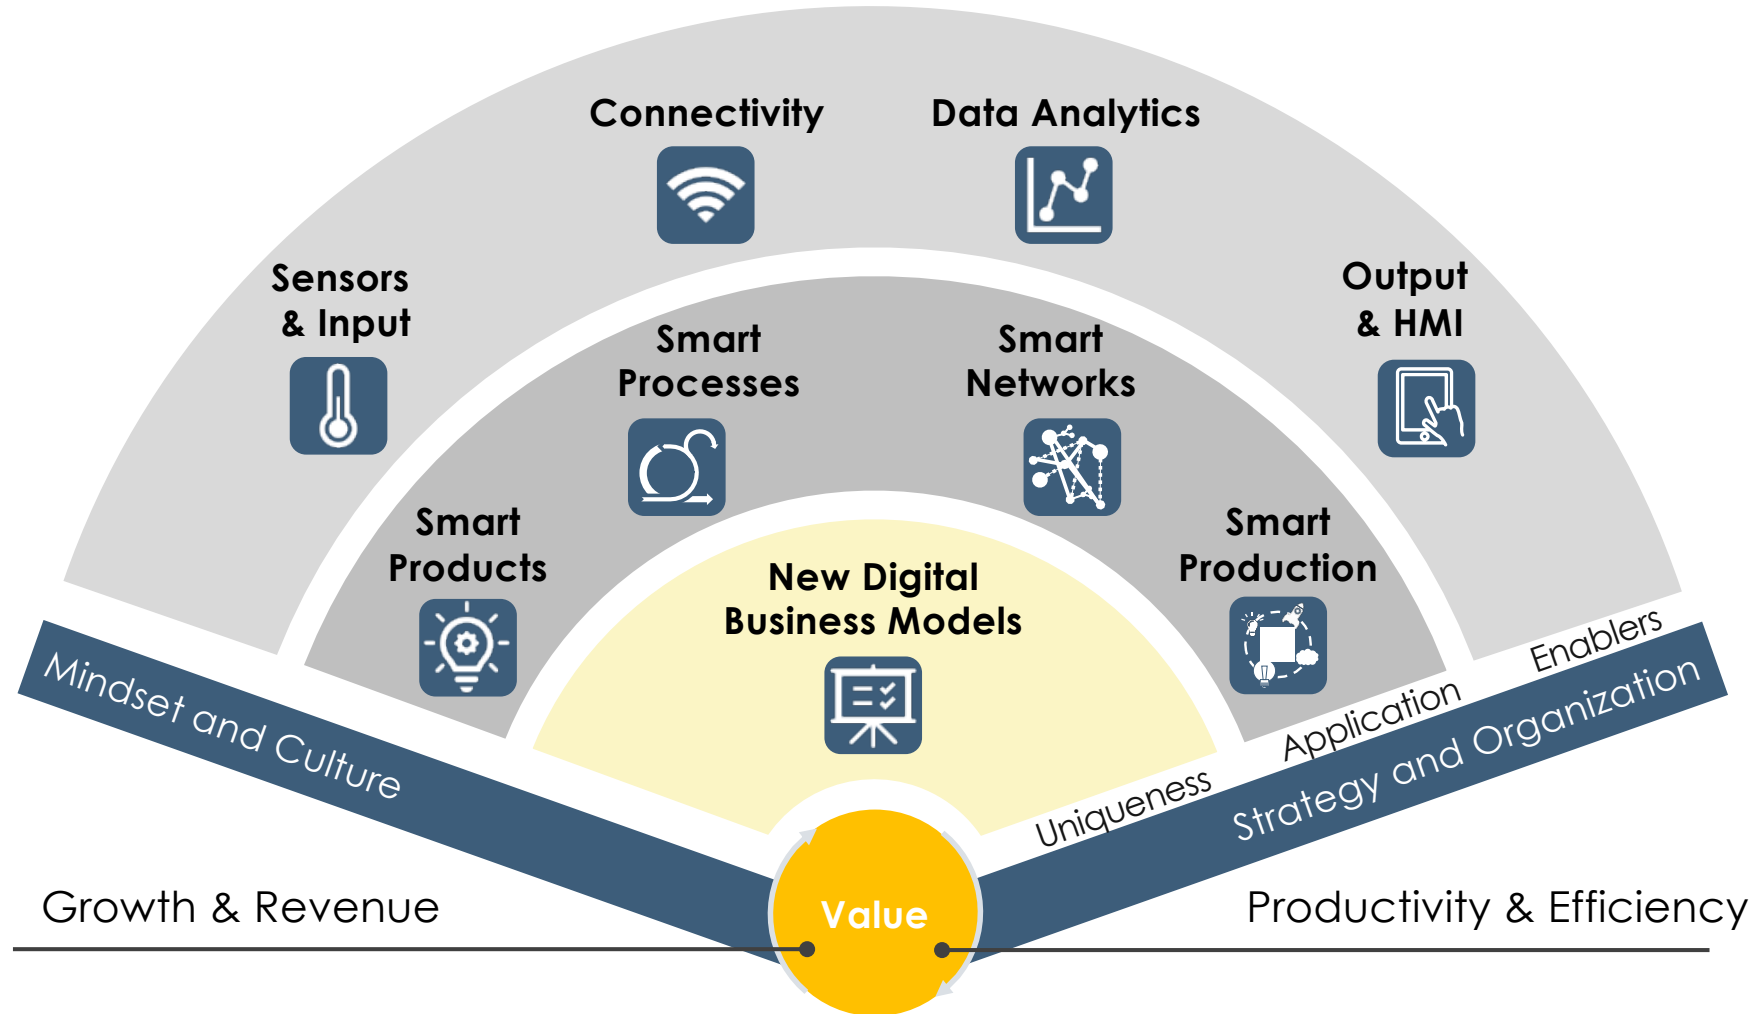 Connectivity
Data Analytics
Sensors
& Input
Output
& HMI
Smart
Processes
Smart
Networks
Smart
Products
Smart
Production
New Digital
Business Models
Enablers
Application
Uniqueness
Mindset and Culture
Strategy and Organization
Growth & Revenue
Value
Productivity & Efficiency